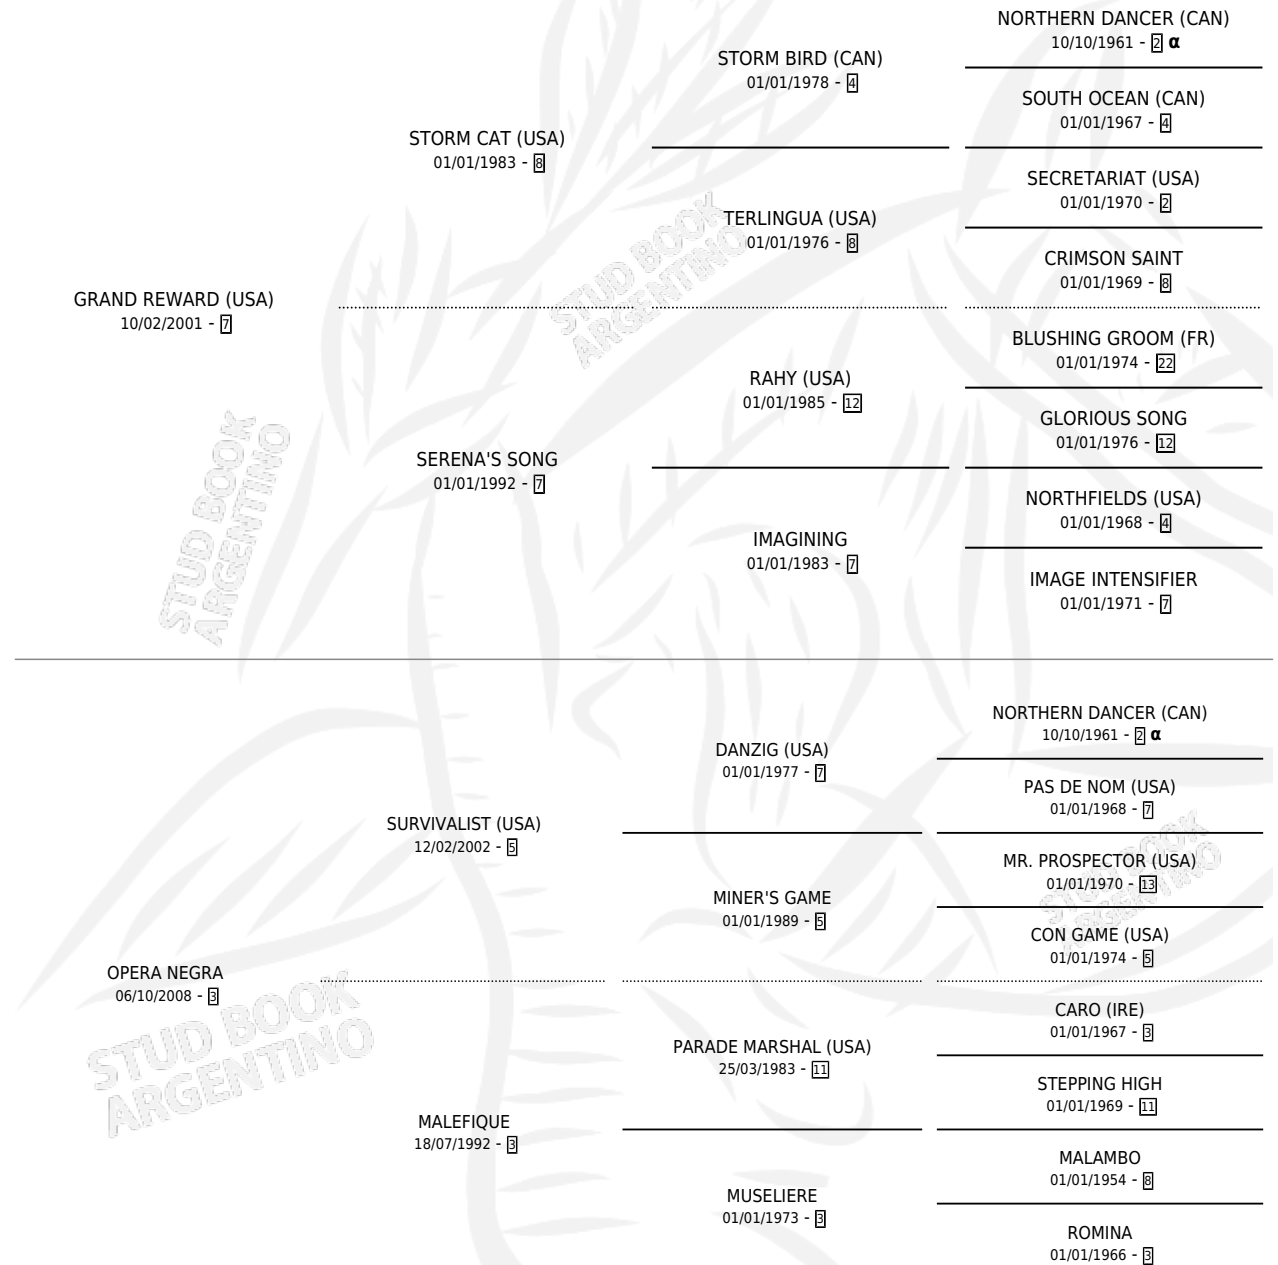 NORTHERN DANCER (CAN)
10/10/1961 - 2 α
STORM BIRD (CAN)
01/01/1978 - 4
SOUTH OCEAN (CAN)
01/01/1967 - 4
STORM CAT (USA)
01/01/1983 - 8
SECRETARIAT (USA)
01/01/1970 - 2
TERLINGUA (USA)
01/01/1976 - 8
CRIMSON SAINT
01/01/1969 - 8
GRAND REWARD (USA)
10/02/2001 - 7
BLUSHING GROOM (FR)
01/01/1974 - 22
RAHY (USA)
01/01/1985 - 12
GLORIOUS SONG
01/01/1976 - 12
SERENA'S SONG
01/01/1992 - 7
NORTHFIELDS (USA)
01/01/1968 - 4
IMAGINING
01/01/1983 - 7
IMAGE INTENSIFIER
01/01/1971 - 7
NORTHERN DANCER (CAN)
10/10/1961 - 2 α
DANZIG (USA)
01/01/1977 - 7
PAS DE NOM (USA)
01/01/1968 - 7
SURVIVALIST (USA)
12/02/2002 - 5
MR. PROSPECTOR (USA)
01/01/1970 - 13
MINER'S GAME
01/01/1989 - 5
CON GAME (USA)
01/01/1974 - 5
OPERA NEGRA
06/10/2008 - 3
CARO (IRE)
01/01/1967 - 3
PARADE MARSHAL (USA)
25/03/1983 - 11
STEPPING HIGH
01/01/1969 - 11
MALEFIQUE
18/07/1992 - 3
MALAMBO
01/01/1954 - 8
MUSELIERE
01/01/1973 - 3
ROMINA
01/01/1966 - 3
STUD BOOK
ARGENTINO
STUD BOOK
ARGENTINO
STUD BOOK
ARGENTINO
STUD BOOK
ARGENTINO